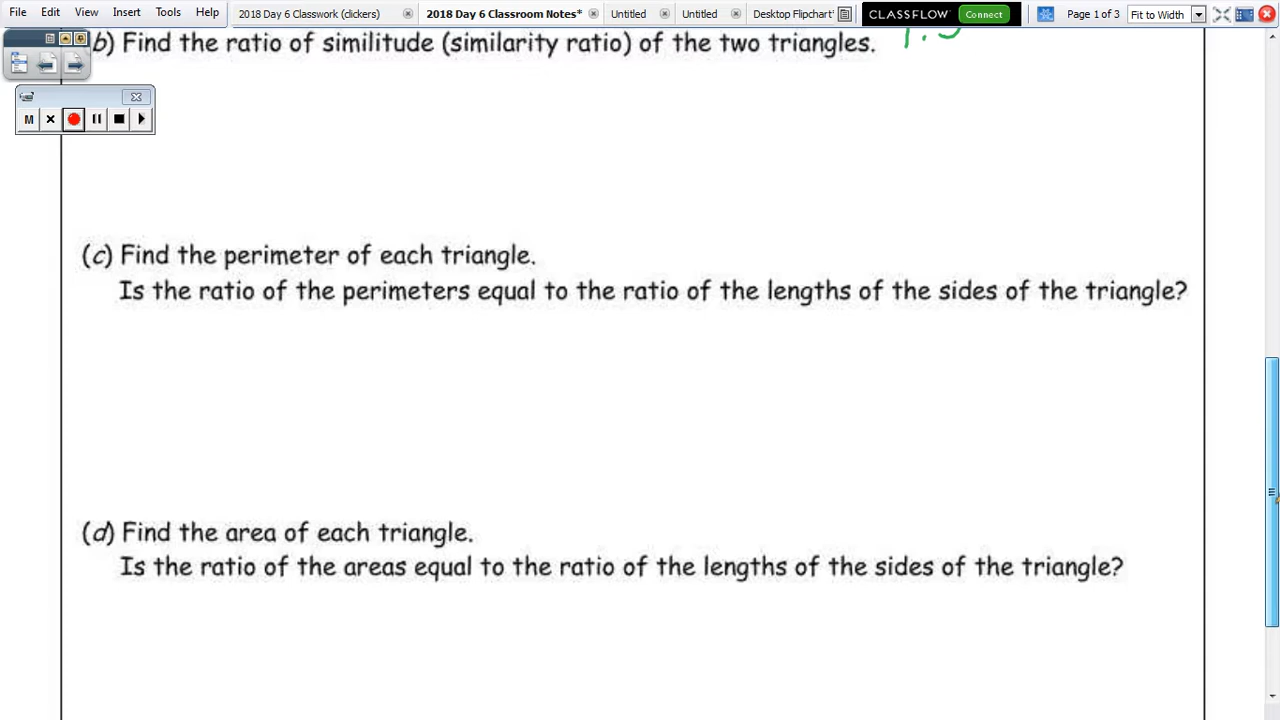 File Edit View Insert Tools Help 2018 Day 6 Classwork (clickers) 2018 Day 6 Classroom Notes* Untitled Untitled Desktop Flipchart CLASSFLOW Connect Page 1 of 3 Fit to Width
b) Find the ratio of similitude (similarity ratio) of the two triangles.
M
(c) Find the perimeter of each triangle.
Is the ratio of the perimeters equal to the ratio of the lengths of the sides of the triangle?
(d) Find the area of each triangle.
Is the ratio of the areas equal to the ratio of the lengths of the sides of the triangle?